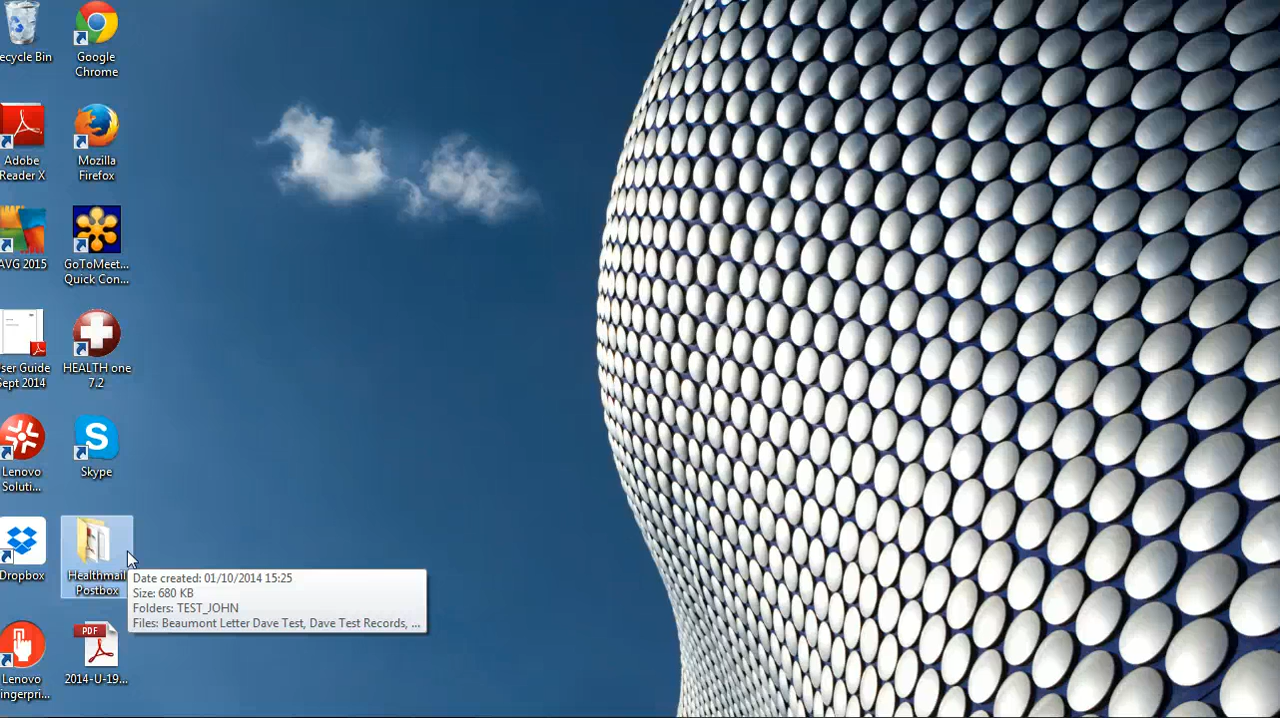 ecycle Bin
Google
Chrome
Adobe
Reader X
Mozilla
Firefox
AVG 2015
GoToMeet...
Quick Con...
ser Guide
Sept 2014
HEALTH one
7.2
Lenovo
Soluti...
Skype
Dropbox
Healthmail
Postbox
Date created: 01/10/2014 15:25
Size: 680 KB
Folders: TEST_JOHN
Files: Beaumont Letter Dave Test, Dave Test Records, ...
Lenovo
ingerpri...
PDF
2014-U-19...